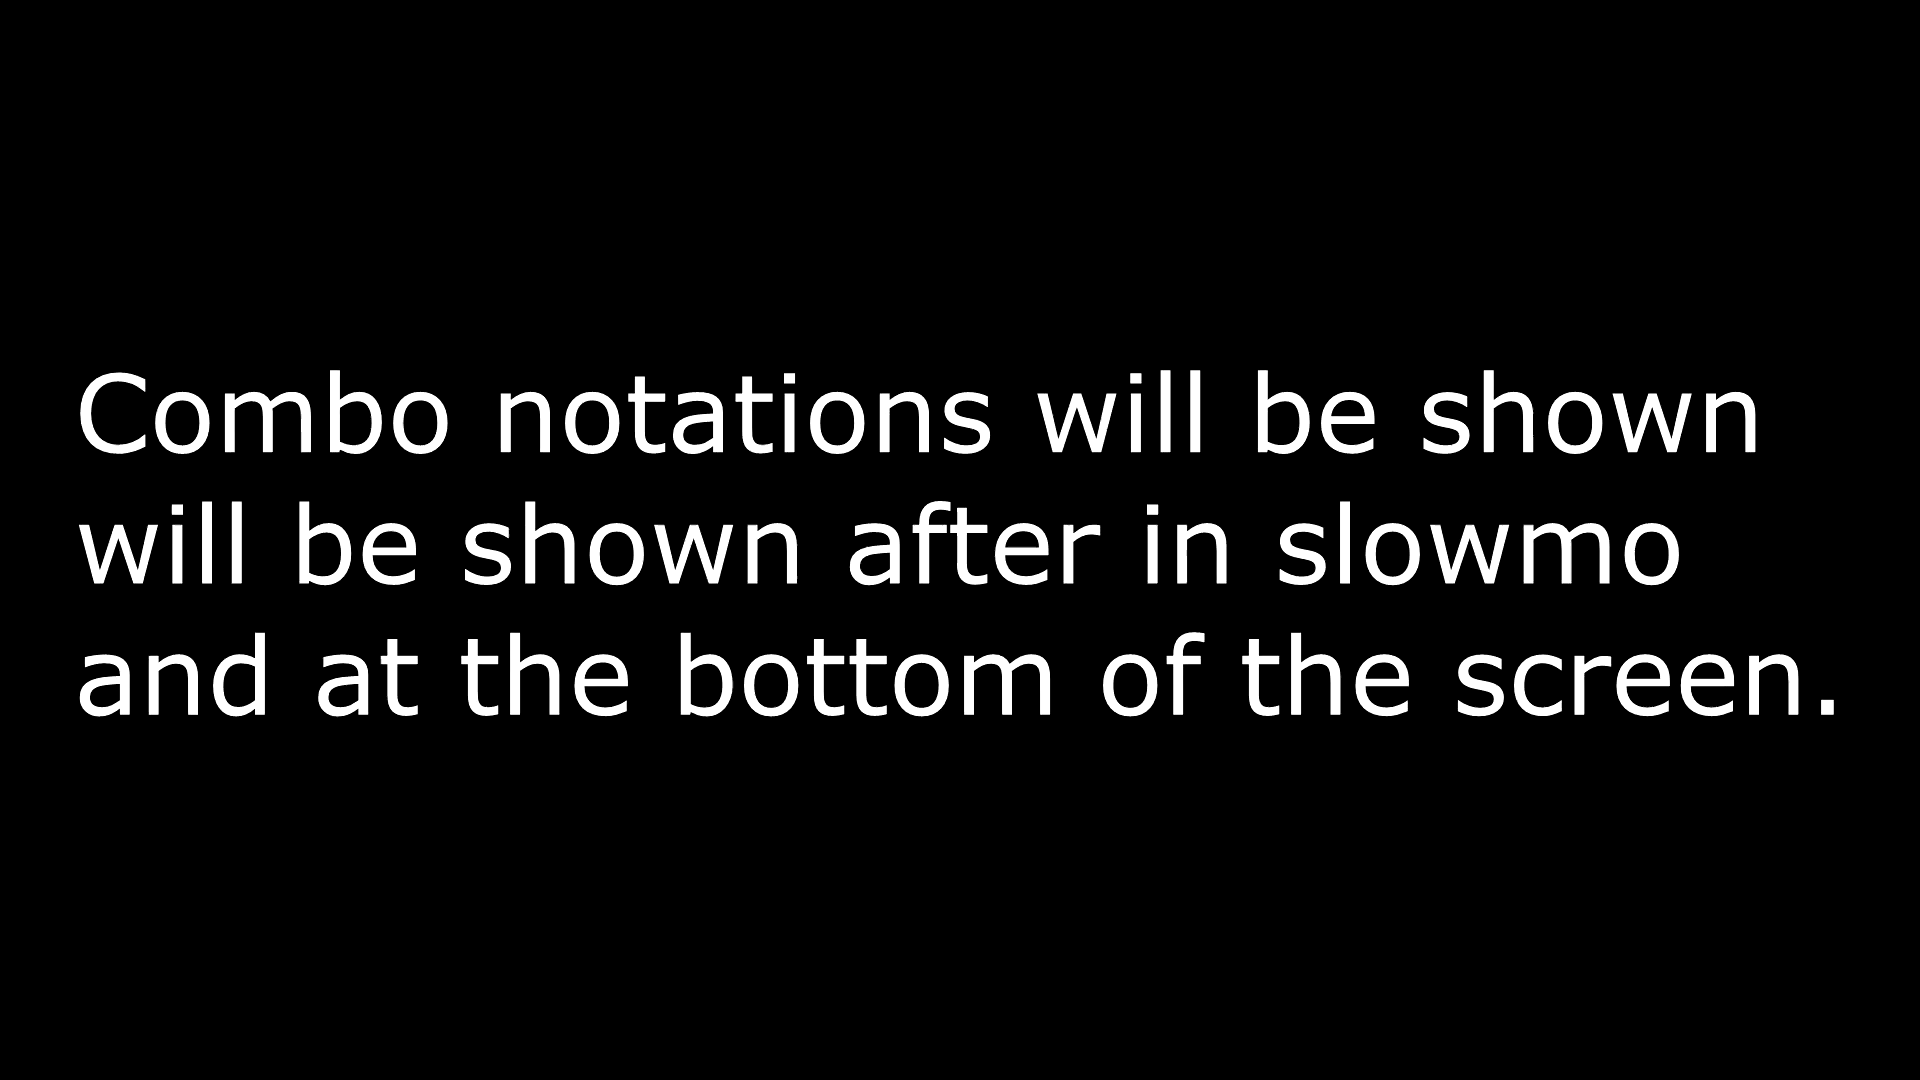 Combo notations will be shown
will be shown after in slowmo
and at the bottom of the screen.